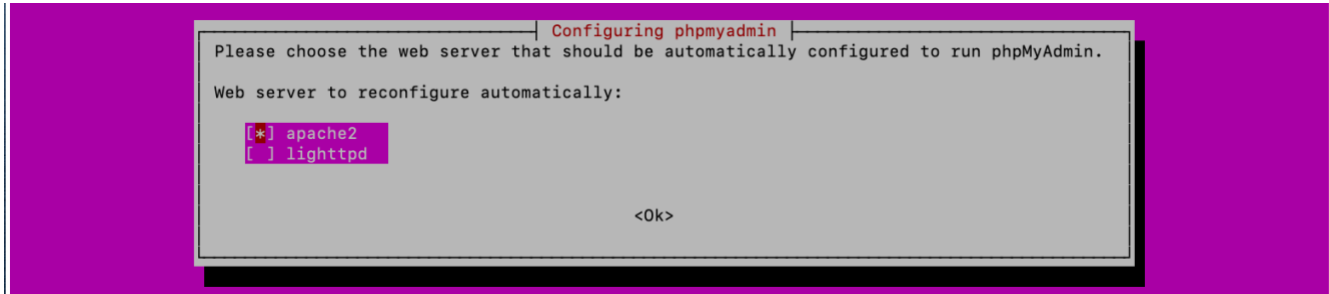 Configuring phpmyadmin
Please choose the web server that should be automatically configured to run phpMyAdmin.
Web server to reconfigure automatically:
[*] apache2
[ ] lighttpd
<Ok>